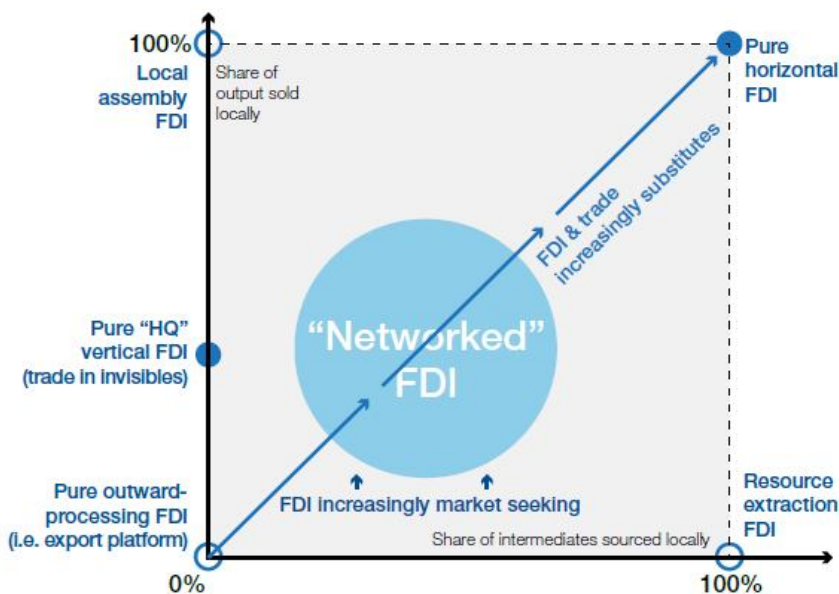 100%
Local
assembly
FDI
Share of
output sold
locally
Pure
horizontal
FDI
FDI & trade
increasingly substitutes
"Networked"
FDI
Pure "HQ"
vertical FDI
(trade in invisibles)
Pure outward-
processing FDI
(i.e. export platform)
FDI increasingly market seeking
Share of intermediates sourced locally
Resource
extraction
FDI
0%
100%